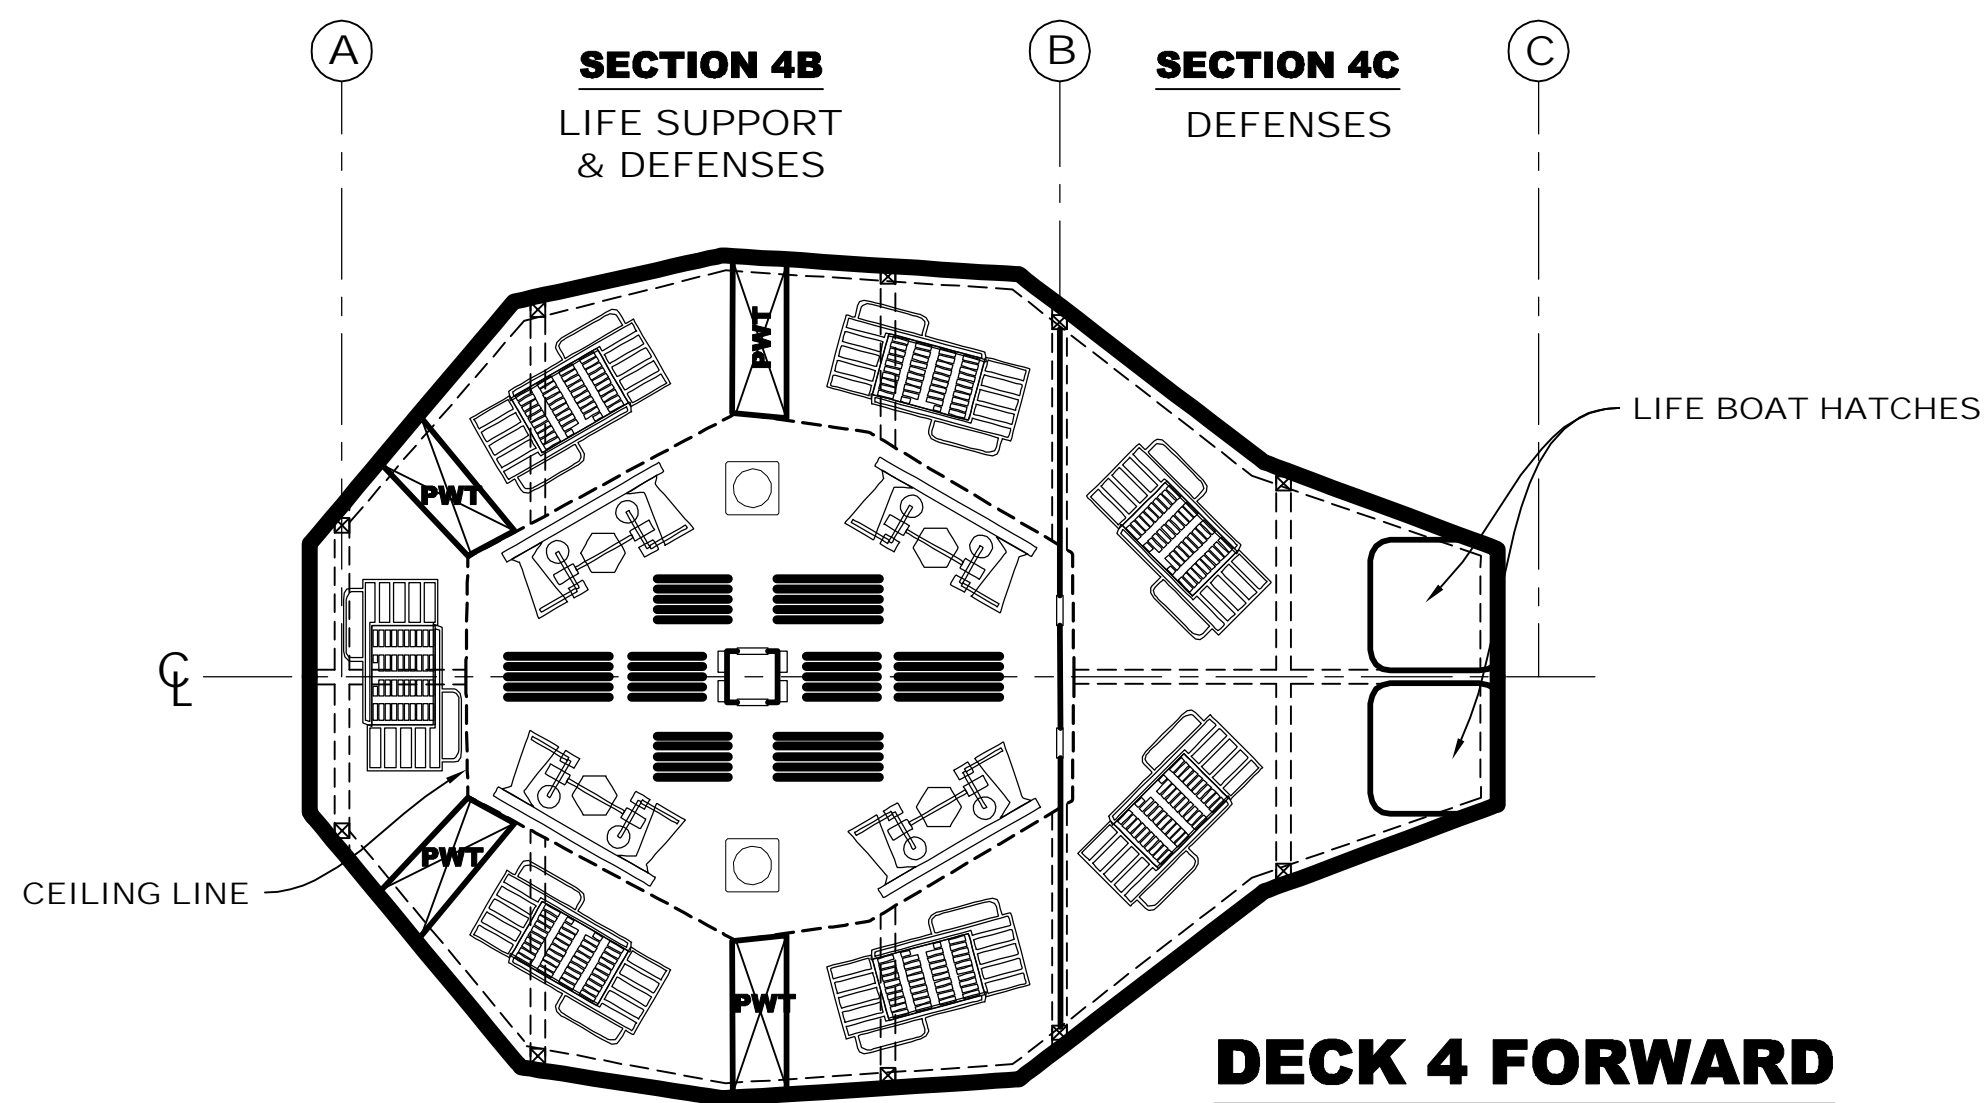 A
SECTION 4B
B
SECTION 4C
C
LIFE SUPPORT
& DEFENSES
DEFENSES
PWT
LIFE BOAT HATCHES
PWT
CL
PWT
CEILING LINE
PWT
DECK 4 FORWARD